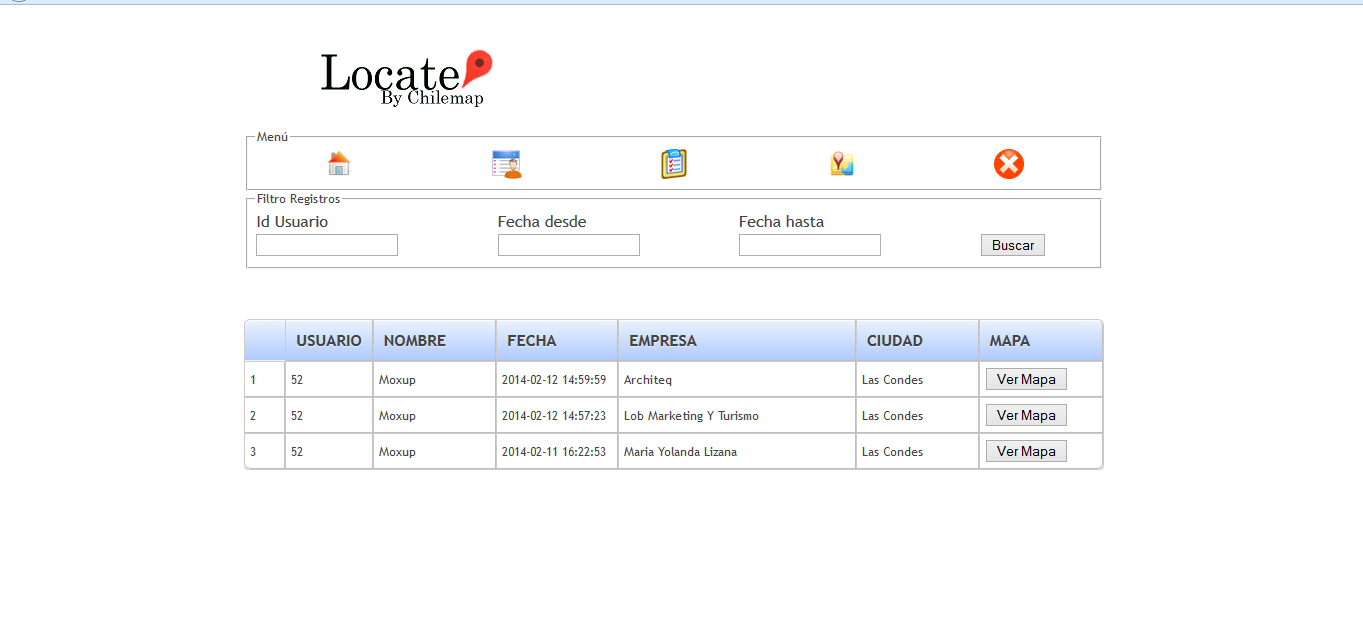 Locate
By Chilemap
Menú
Filtro Registros
Id Usuario Fecha desde Fecha hasta
Buscar
USUARIO NOMBRE FECHA EMPRESA CIUDAD MAPA
1 52 Moxup 2014-02-12 14:59:59 Architeq Las Condes Ver Mapa
2 52 Moxup 2014-02-12 14:57:23 Lob Marketing Y Turismo Las Condes Ver Mapa
3 52 Moxup 2014-02-11 16:22:53 Maria Yolanda Lizana Las Condes Ver Mapa